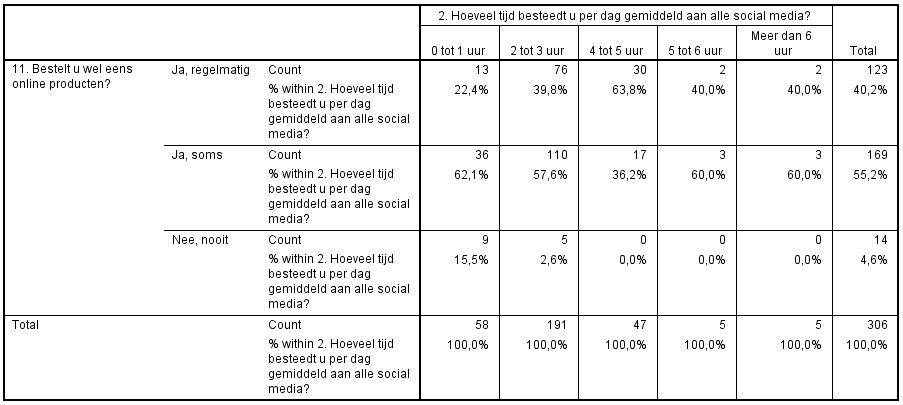 2. Hoeveel tijd besteedt u per dag gemiddeld aan alle social media?
0 tot 1 uur 2 tot 3 uur 4 tot 5 uur 5 tot 6 uur Meer dan 6 uur Total
11. Bestelt u wel eens online producten? Ja, regelmatig Count 13 76 30 2 2 123
% within 2. Hoeveel tijd 22,4% 39,8% 63,8% 40,0% 40,0% 40,2%
besteedt u per dag
gemiddeld aan alle social
media?
Ja, soms Count 36 110 17 3 3 169
% within 2. Hoeveel tijd 62,1% 57,6% 36,2% 60,0% 60,0% 55,2%
besteedt u per dag
gemiddeld aan alle social
media?
Nee, nooit Count 9 5 0 0 0 14
% within 2. Hoeveel tijd 15,5% 2,6% 0,0% 0,0% 0,0% 4,6%
besteedt u per dag
gemiddeld aan alle social
media?
Total Count 58 191 47 5 5 306
% within 2. Hoeveel tijd 100,0% 100,0% 100,0% 100,0% 100,0% 100,0%
besteedt u per dag
gemiddeld aan alle social
media?